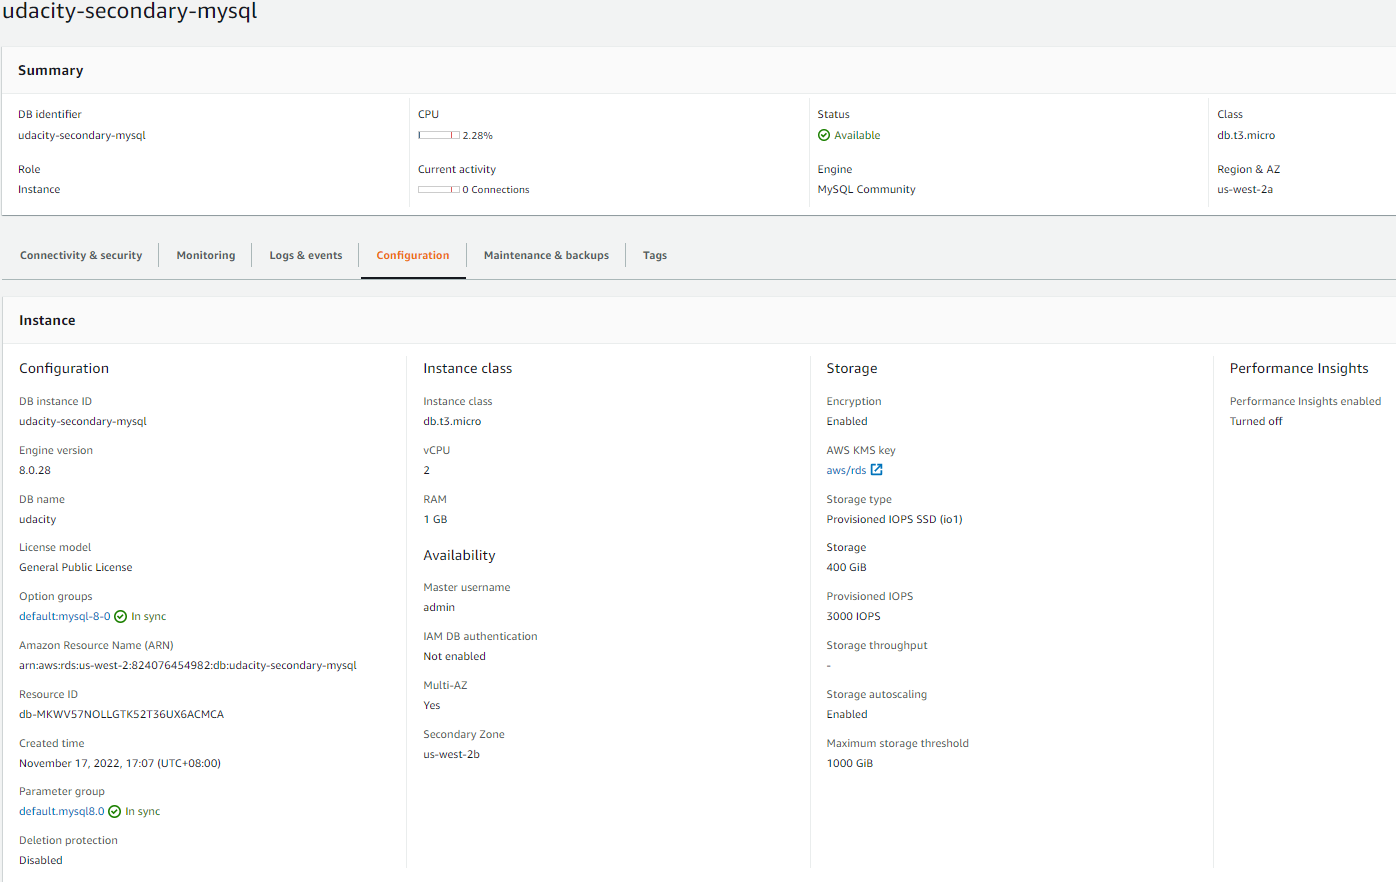 udacity-secondary-mysql
Summary
DB identifier
udacity-secondary-mysql
CPU
2.28%
Status
Available
Class
db.t3.micro
Role
Instance
Current activity
0 Connections
Engine
MySQL Community
Region & AZ
us-west-2a
Connectivity & security
Monitoring
Logs & events
Configuration
Maintenance & backups
Tags
Instance
Configuration
DB instance ID
udacity-secondary-mysql
Engine version
8.0.28
DB name
udacity
License model
General Public License
Option groups
default:mysql-8-0 In sync
Amazon Resource Name (ARN)
arn:aws:rds:us-west-2:824076454982:db:udacity-secondary-mysql
Resource ID
db-MKWV57NOLLGTK52T36UX6ACMCA
Created time
November 17, 2022, 17:07 (UTC+08:00)
Parameter group
default.mysql8.0 In sync
Deletion protection
Disabled
Instance class
Instance class
db.t3.micro
vCPU
2
RAM
1 GB
Availability
Master username
admin
IAM DB authentication
Not enabled
Multi-AZ
Yes
Secondary Zone
us-west-2b
Storage
Encryption
Enabled
AWS KMS key
aws/rds
Storage type
Provisioned IOPS SSD (io1)
Storage
400 GiB
Provisioned IOPS
3000 IOPS
Storage throughput
-
Storage autoscaling
Enabled
Maximum storage threshold
1000 GiB
Performance Insights
Performance Insights enabled
Turned off